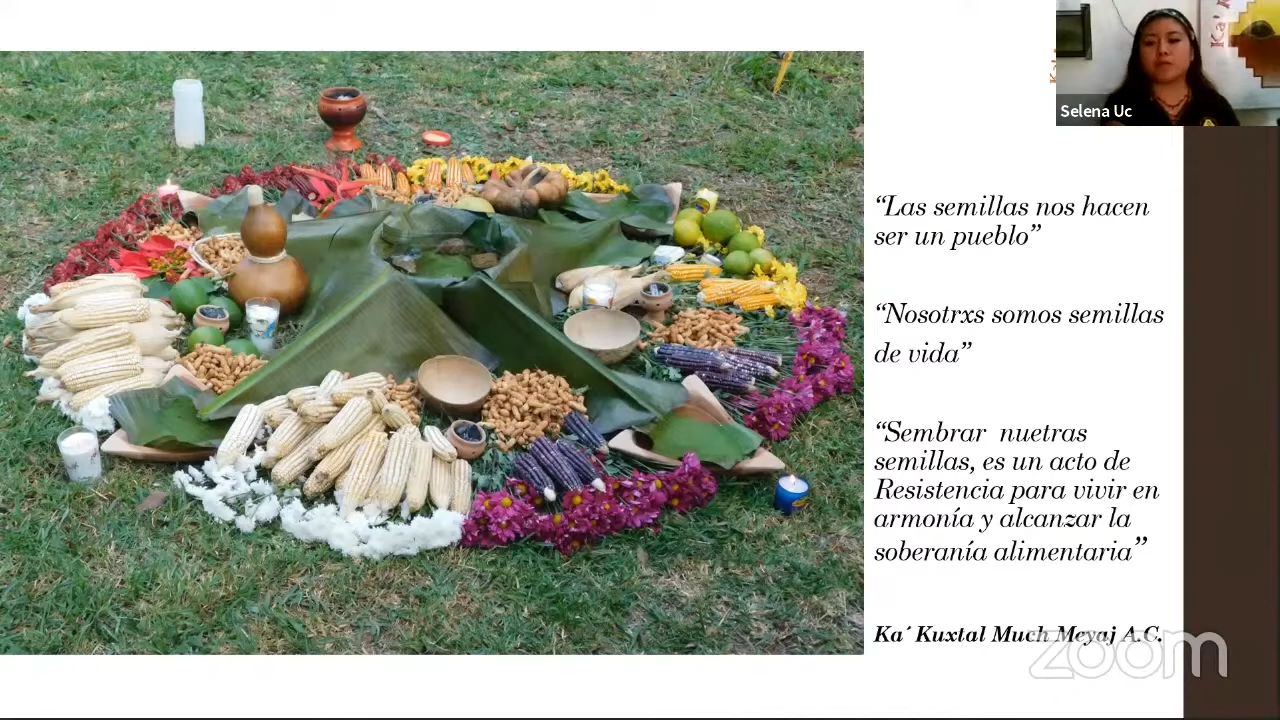 Selena Uc
“Las semillas nos hacen
ser un pueblo”
“Nosotrxs somos semillas
de vida”
“Sembrar nuetras
semillas, es un acto de
Resistencia para vivir en
armonía y alcanzar la
soberanía alimentaria”
Ka´ Kuxtal Much Meyaj A.C.
zoom